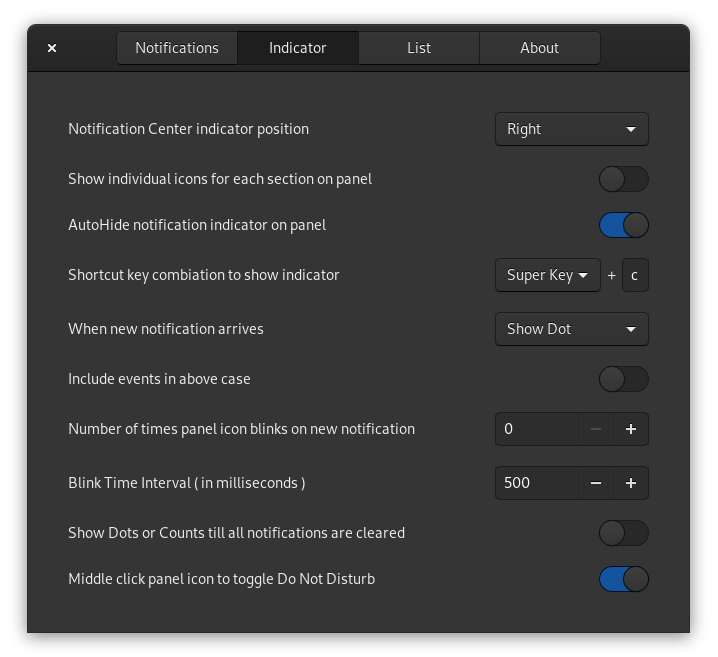 Notifications Indicator List About
Notification Center indicator position Right
Show individual icons for each section on panel
AutoHide notification indicator on panel
Shortcut key combiation to show indicator Super Key + c
When new notification arrives Show Dot
Include events in above case
Number of times panel icon blinks on new notification 0 − +
Blink Time Interval ( in milliseconds ) 500 − +
Show Dots or Counts till all notifications are cleared
Middle click panel icon to toggle Do Not Disturb